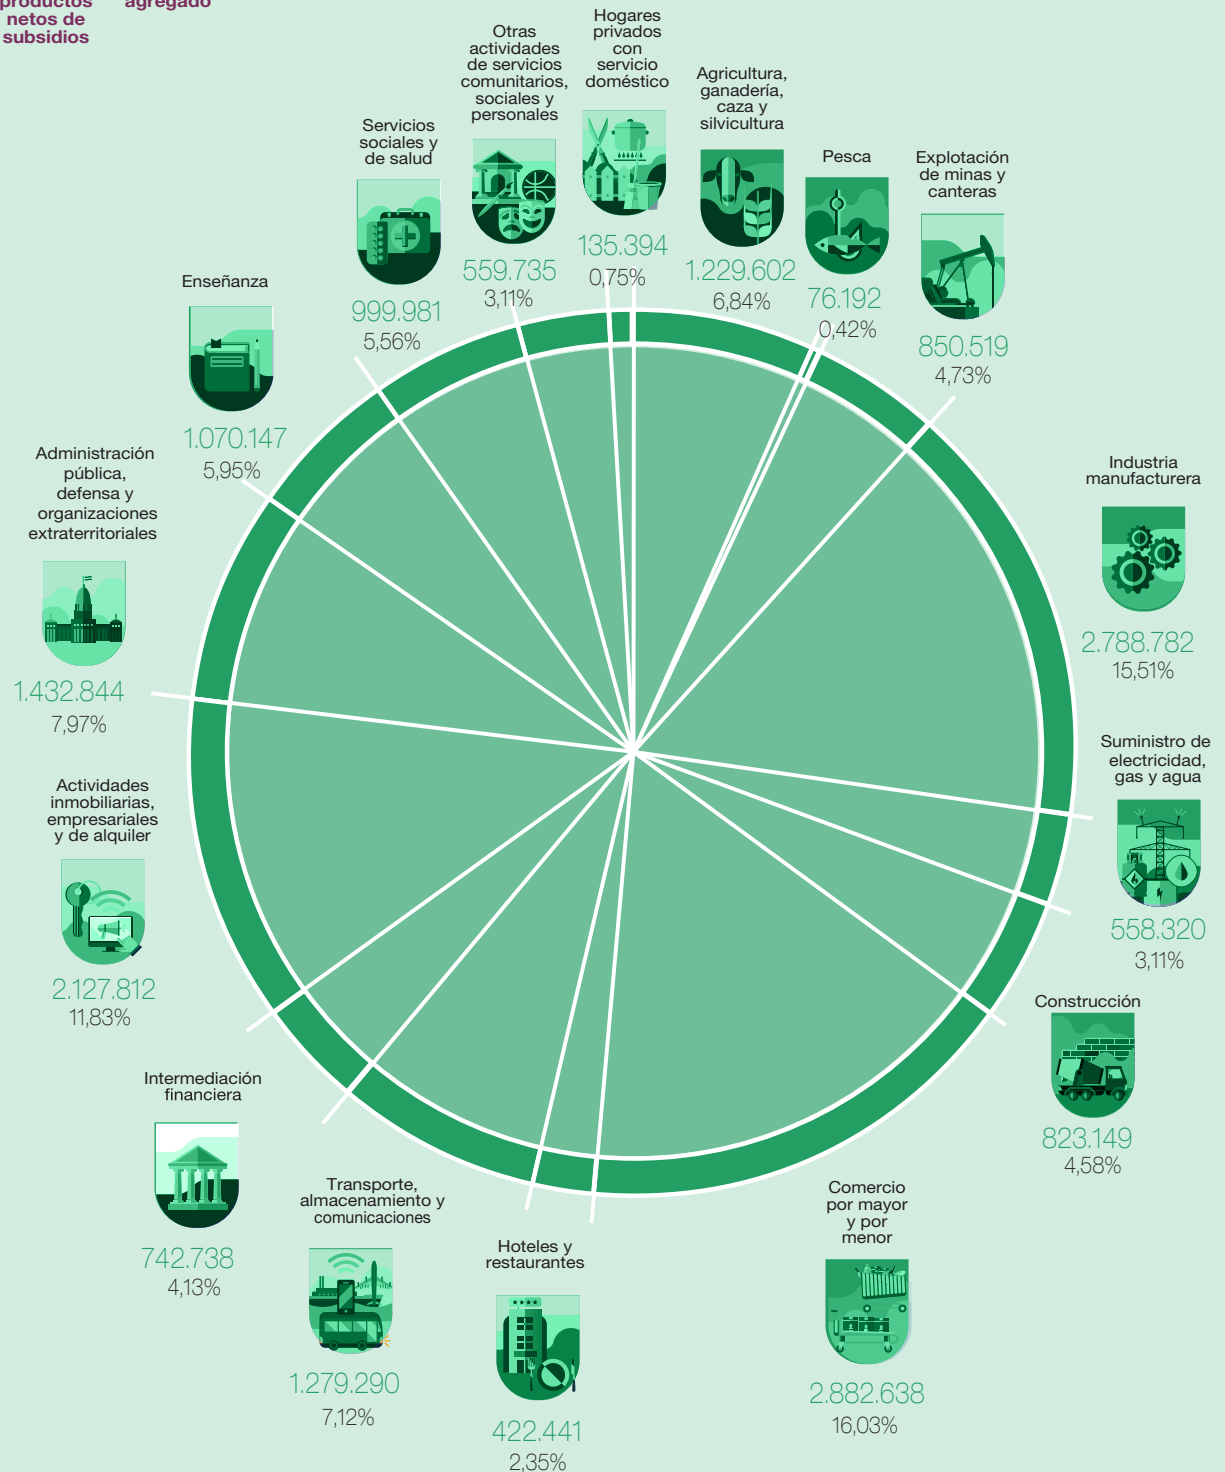 productos
netos de
subsidios
agregado
Hogares
privados
con
servicio
doméstico
135.394
0,75%
Otras
actividades
de servicios
comunitarios,
sociales y
personales
559.735
3,11%
Agricultura,
ganadería,
caza y
silvicultura
1.229.602
6,84%
Pesca
76.192
0,42%
Explotación
de minas y
canteras
850.519
4,73%
Servicios
sociales y
de salud
999.981
5,56%
Enseñanza
1.070.147
5,95%
Administración
pública,
defensa y
organizaciones
extraterritoriales
1.432.844
7,97%
Industria
manufacturera
2.788.782
15,51%
Suministro de
electricidad,
gas y agua
558.320
3,11%
Actividades
inmobiliarias,
empresariales
y de alquiler
2.127.812
11,83%
Construcción
823.149
4,58%
Intermediación
financiera
742.738
4,13%
Transporte,
almacenamiento y
comunicaciones
1.279.290
7,12%
Hoteles y
restaurantes
422.441
2,35%
Comercio
por mayor
y por
menor
2.882.638
16,03%